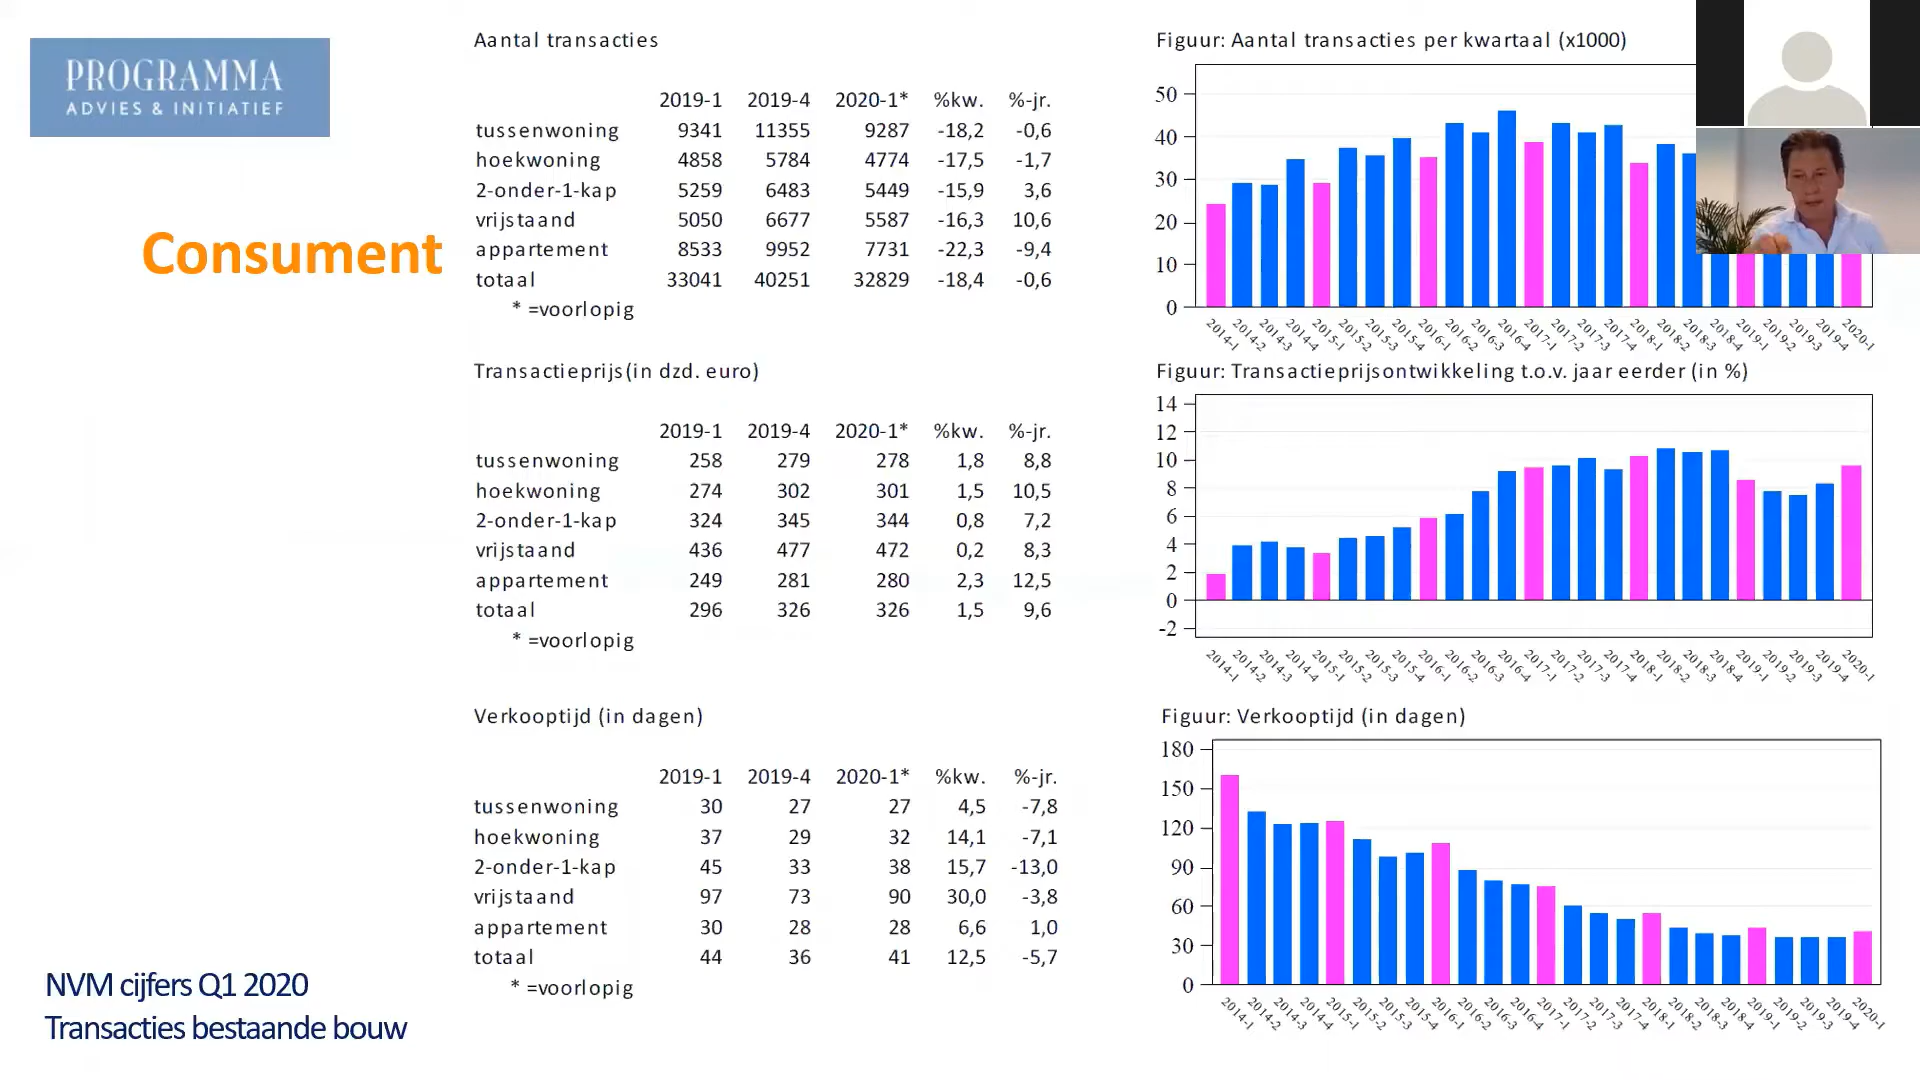 PROGRAMMA
ADVIES & INITIATIEF
Consument
NVM cijfers Q1 2020
Transacties bestaande bouw
Aantal transacties
2019-1 2019-4 2020-1* %kw. %-jr.
tussenwoning 9341 11355 9287 -18,2 -0,6
hoekwoning 4858 5784 4774 -17,5 -1,7
2-onder-1-kap 5259 6483 5449 -15,9 3,6
vrijstaand 5050 6677 5587 -16,3 10,6
appartement 8533 9952 7731 -22,3 -9,4
totaal 33041 40251 32829 -18,4 -0,6
* =voorlopig
Transactieprijs(in dzd. euro)
2019-1 2019-4 2020-1* %kw. %-jr.
tussenwoning 258 279 278 1,8 8,8
hoekwoning 274 302 301 1,5 10,5
2-onder-1-kap 324 345 344 0,8 7,2
vrijstaand 436 477 472 0,2 8,3
appartement 249 281 280 2,3 12,5
totaal 296 326 326 1,5 9,6
* =voorlopig
Verkooptijd (in dagen)
2019-1 2019-4 2020-1* %kw. %-jr.
tussenwoning 30 27 27 4,5 -7,8
hoekwoning 37 29 32 14,1 -7,1
2-onder-1-kap 45 33 38 15,7 -13,0
vrijstaand 97 73 90 30,0 -3,8
appartement 30 28 28 6,6 1,0
totaal 44 36 41 12,5 -5,7
* =voorlopig
Figuur: Aantal transacties per kwartaal (x1000)
50
40
30
20
10
0
2014-1 2014-2 2014-3 2014-4 2015-1 2015-2 2015-3 2015-4 2016-1 2016-2 2016-3 2016-4 2017-1 2017-2 2017-3 2017-4 2018-1 2018-2 2018-3 2018-4 2019-1 2019-2 2019-3 2019-4 2020-1
Figuur: Transactieprijsontwikkeling t.o.v. jaar eerder (in %)
14
12
10
8
6
4
2
0
-2
2014-1 2014-2 2014-3 2014-4 2015-1 2015-2 2015-3 2015-4 2016-1 2016-2 2016-3 2016-4 2017-1 2017-2 2017-3 2017-4 2018-1 2018-2 2018-3 2018-4 2019-1 2019-2 2019-3 2019-4 2020-1
Figuur: Verkooptijd (in dagen)
180
150
120
90
60
30
0
2014-1 2014-2 2014-3 2014-4 2015-1 2015-2 2015-3 2015-4 2016-1 2016-2 2016-3 2016-4 2017-1 2017-2 2017-3 2017-4 2018-1 2018-2 2018-3 2018-4 2019-1 2019-2 2019-3 2019-4 2020-1